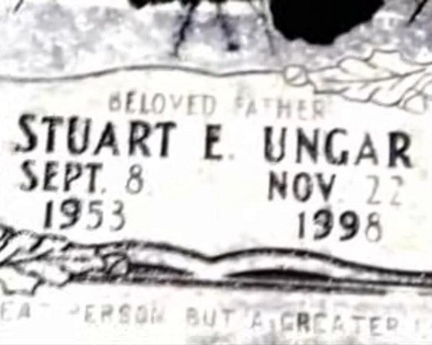 BELOVED FATHER
STUART E. UNGAR
SEPT. 8 NOV. 22
1953 1998
PERSON BUT A GREATER